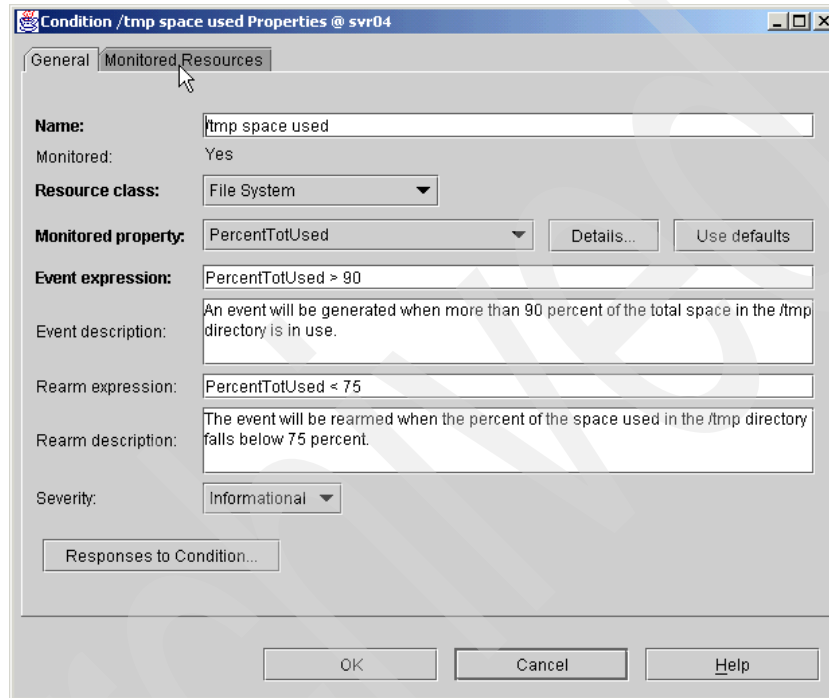 Condition /tmp space used Properties @ svr04
General Monitored Resources
Name: /tmp space used
Monitored: Yes
Resource class: File System
Monitored property: PercentTotUsed Details... Use defaults
Event expression: PercentTotUsed > 90
Event description: An event will be generated when more than 90 percent of the total space in the /tmp
directory is in use.
Rearm expression: PercentTotUsed < 75
Rearm description: The event will be rearmed when the percent of the space used in the /tmp directory
falls below 75 percent.
Severity: Informational
Responses to Condition...
OK Cancel Help